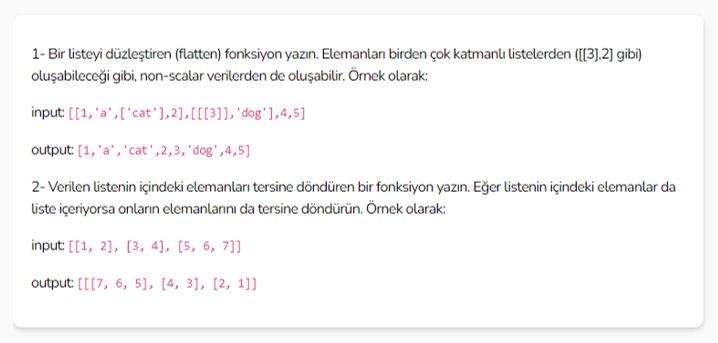 1- Bir listeyi düzleştiren (flatten) fonksiyon yazın. Elemanları birden çok katmanlı listelerden ([[3],2] gibi)
oluşabileceği gibi, non-scalar verilerden de oluşabilir. Örnek olarak:
input: [[1,'a',['cat'],2],[[[3]],'dog'],4,5]
output: [1,'a','cat',2,3,'dog',4,5]
2- Verilen listenin içindeki elemanları tersine döndüren bir fonksiyon yazın. Eğer listenin içindeki elemanlar da
liste içeriyorsa onların elemanlarını da tersine döndürün. Örnek olarak:
input: [[1, 2], [3, 4], [5, 6, 7]]
output: [[[7, 6, 5], [4, 3], [2, 1]]